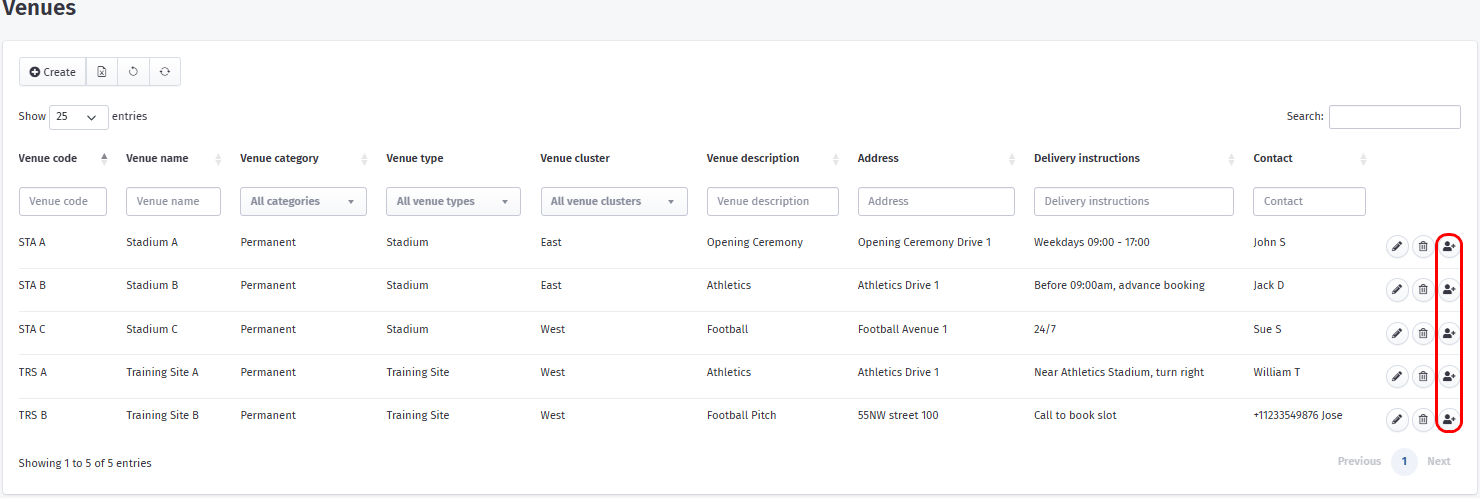 Venues
Create
Show 25 entries Search:
Venue code Venue name Venue category Venue type Venue cluster Venue description Address Delivery instructions Contact
Venue code Venue name All categories All venue types All venue clusters Venue description Address Delivery instructions Contact
STA A Stadium A Permanent Stadium East Opening Ceremony Opening Ceremony Drive 1 Weekdays 09:00 - 17:00 John S
STA B Stadium B Permanent Stadium East Athletics Athletics Drive 1 Before 09:00am, advance booking Jack D
STA C Stadium C Permanent Stadium West Football Football Avenue 1 24/7 Sue S
TRS A Training Site A Permanent Training Site West Athletics Athletics Drive 1 Near Athletics Stadium, turn right William T
TRS B Training Site B Permanent Training Site West Football Pitch 55NW street 100 Call to book slot +11233549876 Jose
Showing 1 to 5 of 5 entries Previous 1 Next